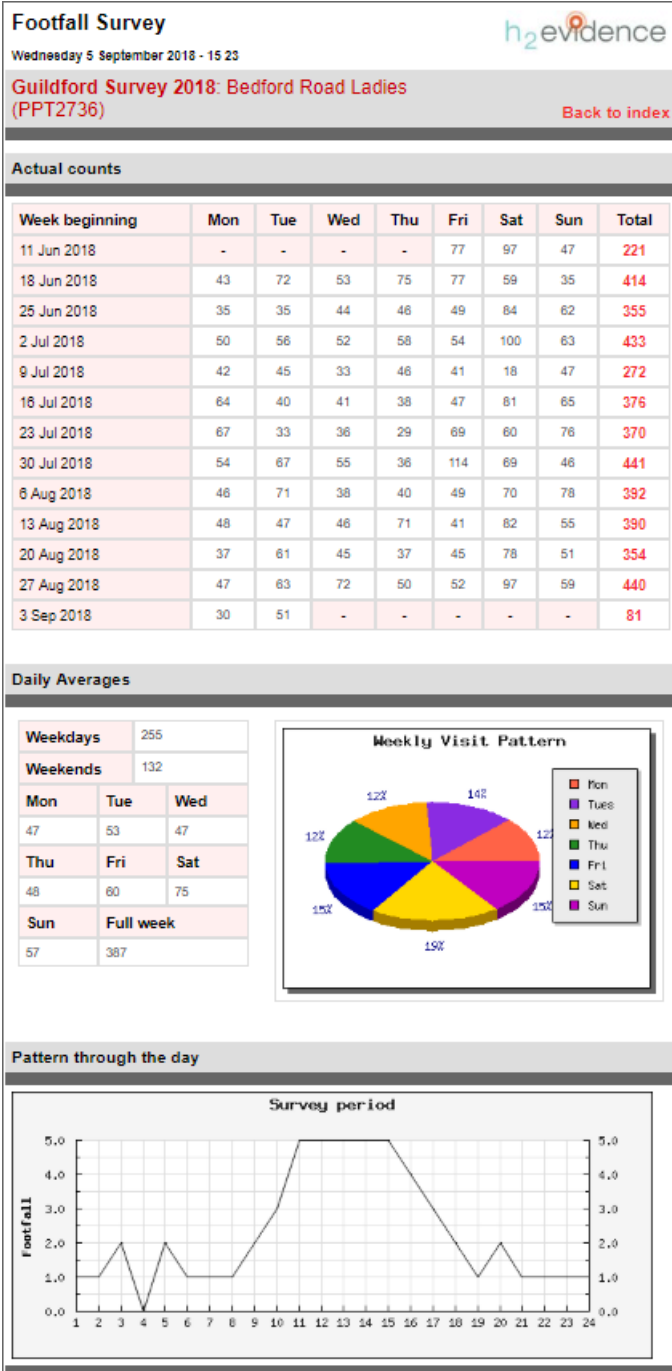 Footfall Survey
h2evidence
Wednesday 5 September 2018 - 15 23
Guildford Survey 2018: Bedford Road Ladies
(PPT2736)
Back to index
Actual counts
Week beginning Mon Tue Wed Thu Fri Sat Sun Total
11 Jun 2018 - - - - 77 97 47 221
18 Jun 2018 43 72 53 75 77 59 35 414
25 Jun 2018 35 35 44 46 49 84 62 355
2 Jul 2018 50 56 52 58 54 100 63 433
9 Jul 2018 42 45 33 46 41 18 47 272
16 Jul 2018 64 40 41 38 47 81 65 376
23 Jul 2018 67 33 36 29 69 60 76 370
30 Jul 2018 54 67 55 36 114 69 46 441
6 Aug 2018 46 71 38 40 49 70 78 392
13 Aug 2018 48 47 46 71 41 82 55 390
20 Aug 2018 37 61 45 37 45 78 51 354
27 Aug 2018 47 63 72 50 52 97 59 440
3 Sep 2018 30 51 - - - - - 81
Daily Averages
Weekdays 255
Weekends 132
Mon Tue Wed
47 53 47
Thu Fri Sat
48 60 75
Sun Full week
57 387
Weekly Visit Pattern
12% 14%
12% 12
15% 15%
19%
Mon
Tues
Wed
Thu
Fri
Sat
Sun
Pattern through the day
Survey period
Footfall
5.0 5.0
4.0 4.0
3.0 3.0
2.0 2.0
1.0 1.0
0.0 0.0
1 2 3 4 5 6 7 8 9 10 11 12 13 14 15 16 17 18 19 20 21 22 23 24